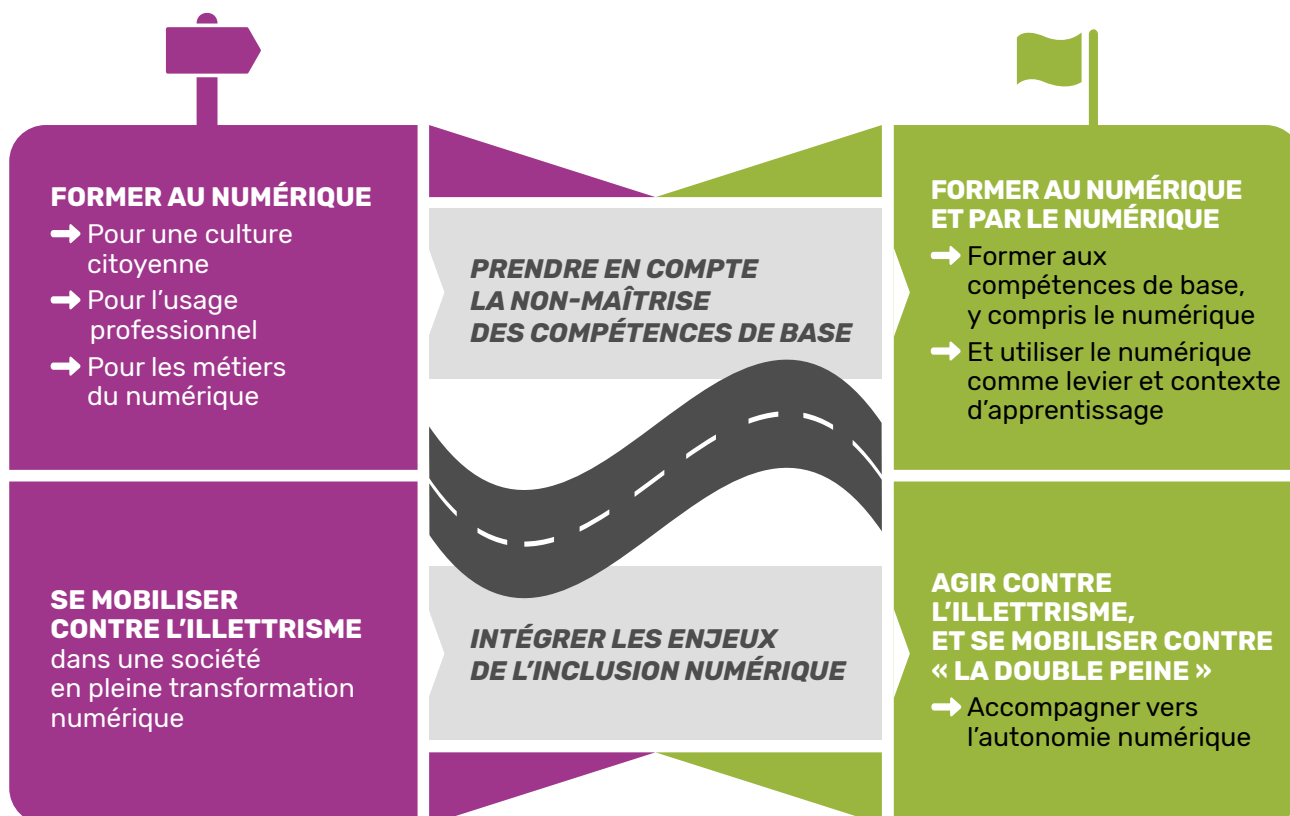 FORMER AU NUMÉRIQUE
→ Pour une culture
citoyenne
→ Pour l’usage
professionnel
→ Pour les métiers
du numérique
SE MOBILISER
CONTRE L’ILLETTRISME
dans une société
en pleine transformation
numérique
PRENDRE EN COMPTE
LA NON-MAÎTRISE
DES COMPÉTENCES DE BASE
INTÉGRER LES ENJEUX
DE L’INCLUSION NUMÉRIQUE
FORMER AU NUMÉRIQUE
ET PAR LE NUMÉRIQUE
→ Former aux
compétences de base,
y compris le numérique
→ Et utiliser le numérique
comme levier et contexte
d’apprentissage
AGIR CONTRE
L’ILLETTRISME,
ET SE MOBILISER CONTRE
« LA DOUBLE PEINE »
→ Accompagner vers
l’autonomie numérique